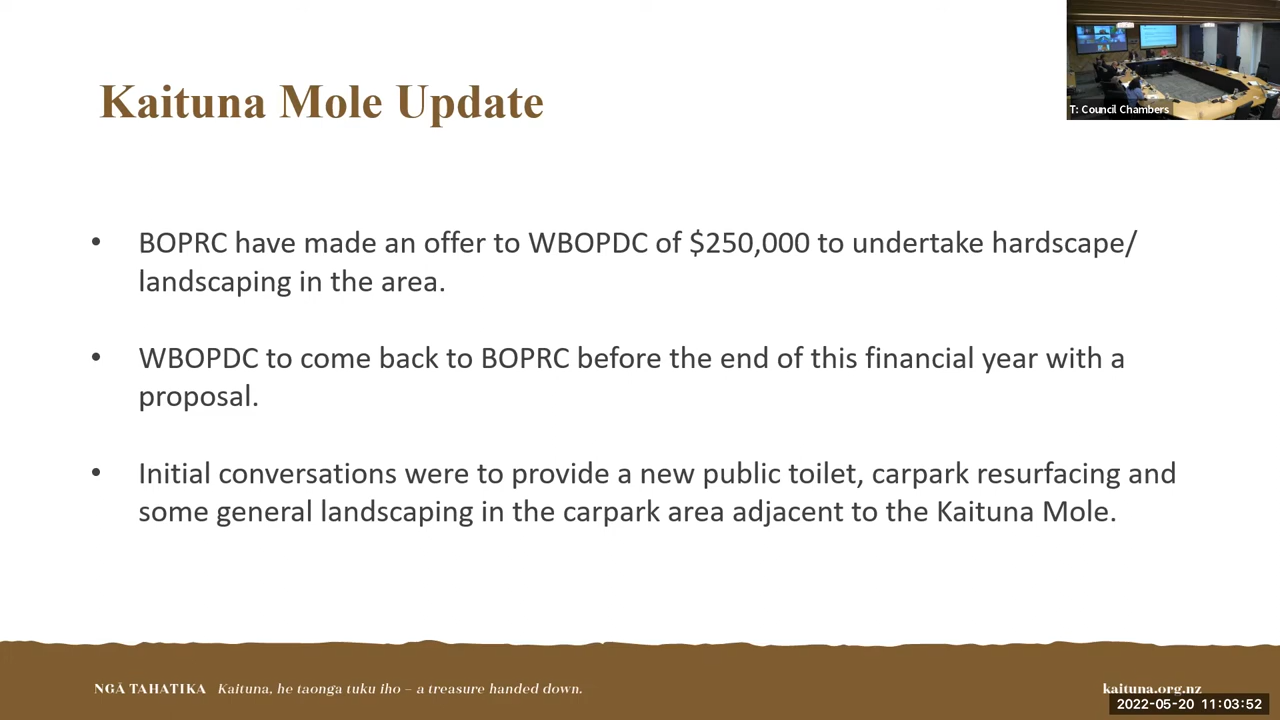 Kaituna Mole Update
T: Council Chambers
• BOPRC have made an offer to WBOPDC of $250,000 to undertake hardscape/
landscaping in the area.
• WBOPDC to come back to BOPRC before the end of this financial year with a
proposal.
• Initial conversations were to provide a new public toilet, carpark resurfacing and
some general landscaping in the carpark area adjacent to the Kaituna Mole.
NGĀ TAHATIKA Kaituna, he taonga tuku iho – a treasure handed down.
kaituna.org.nz
2022-05-20 11:03:52